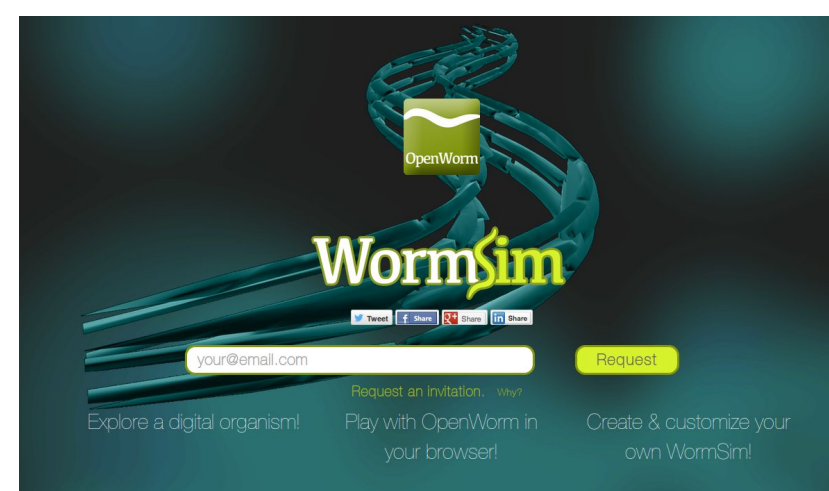 OpenWorm
WormSim
Tweet
Share
Share
Share
your@email.com
Request
Request an invitation. Why?
Explore a digital organism!
Play with OpenWorm in
your browser!
Create & customize your
own WormSim!